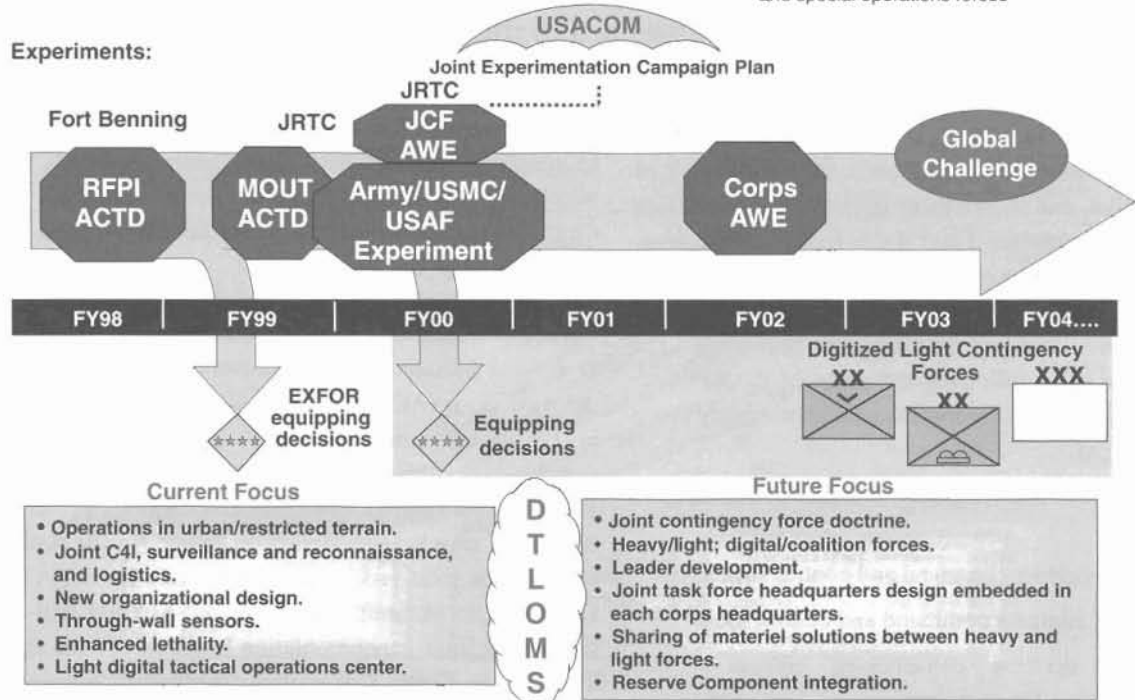 special operations forces
USACOM
Experiments:
Joint Experimentation Campaign Plan
JRTC
Fort Benning
JRTC
JCF
AWE
Global
Challenge
RFPI
ACTD
MOUT
ACTD
Army/USMC/
USAF
Experiment
Corps
AWE
FY98
FY99
FY00
FY01
FY02
FY03
FY04....
Digitized Light Contingency
Forces
XX
XX
XXX
EXFOR
equipping
decisions
Equipping
decisions
Current Focus
• Operations in urban/restricted terrain.
• Joint C4I, surveillance and reconnaissance,
and logistics.
• New organizational design.
• Through-wall sensors.
• Enhanced lethality.
• Light digital tactical operations center.
D
T
L
O
M
S
Future Focus
• Joint contingency force doctrine.
• Heavy/light; digital/coalition forces.
• Leader development.
• Joint task force headquarters design embedded in
each corps headquarters.
• Sharing of materiel solutions between heavy and
light forces.
• Reserve Component integration.